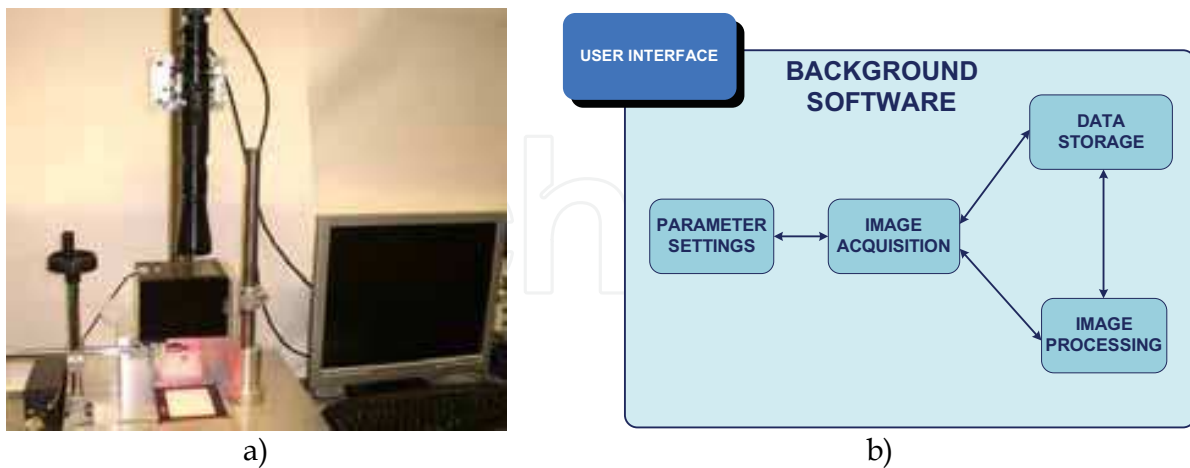 USER INTERFACE
BACKGROUND
SOFTWARE
DATA
STORAGE
PARAMETER
SETTINGS
IMAGE
ACQUISITION
IMAGE
PROCESSING
a)
b)